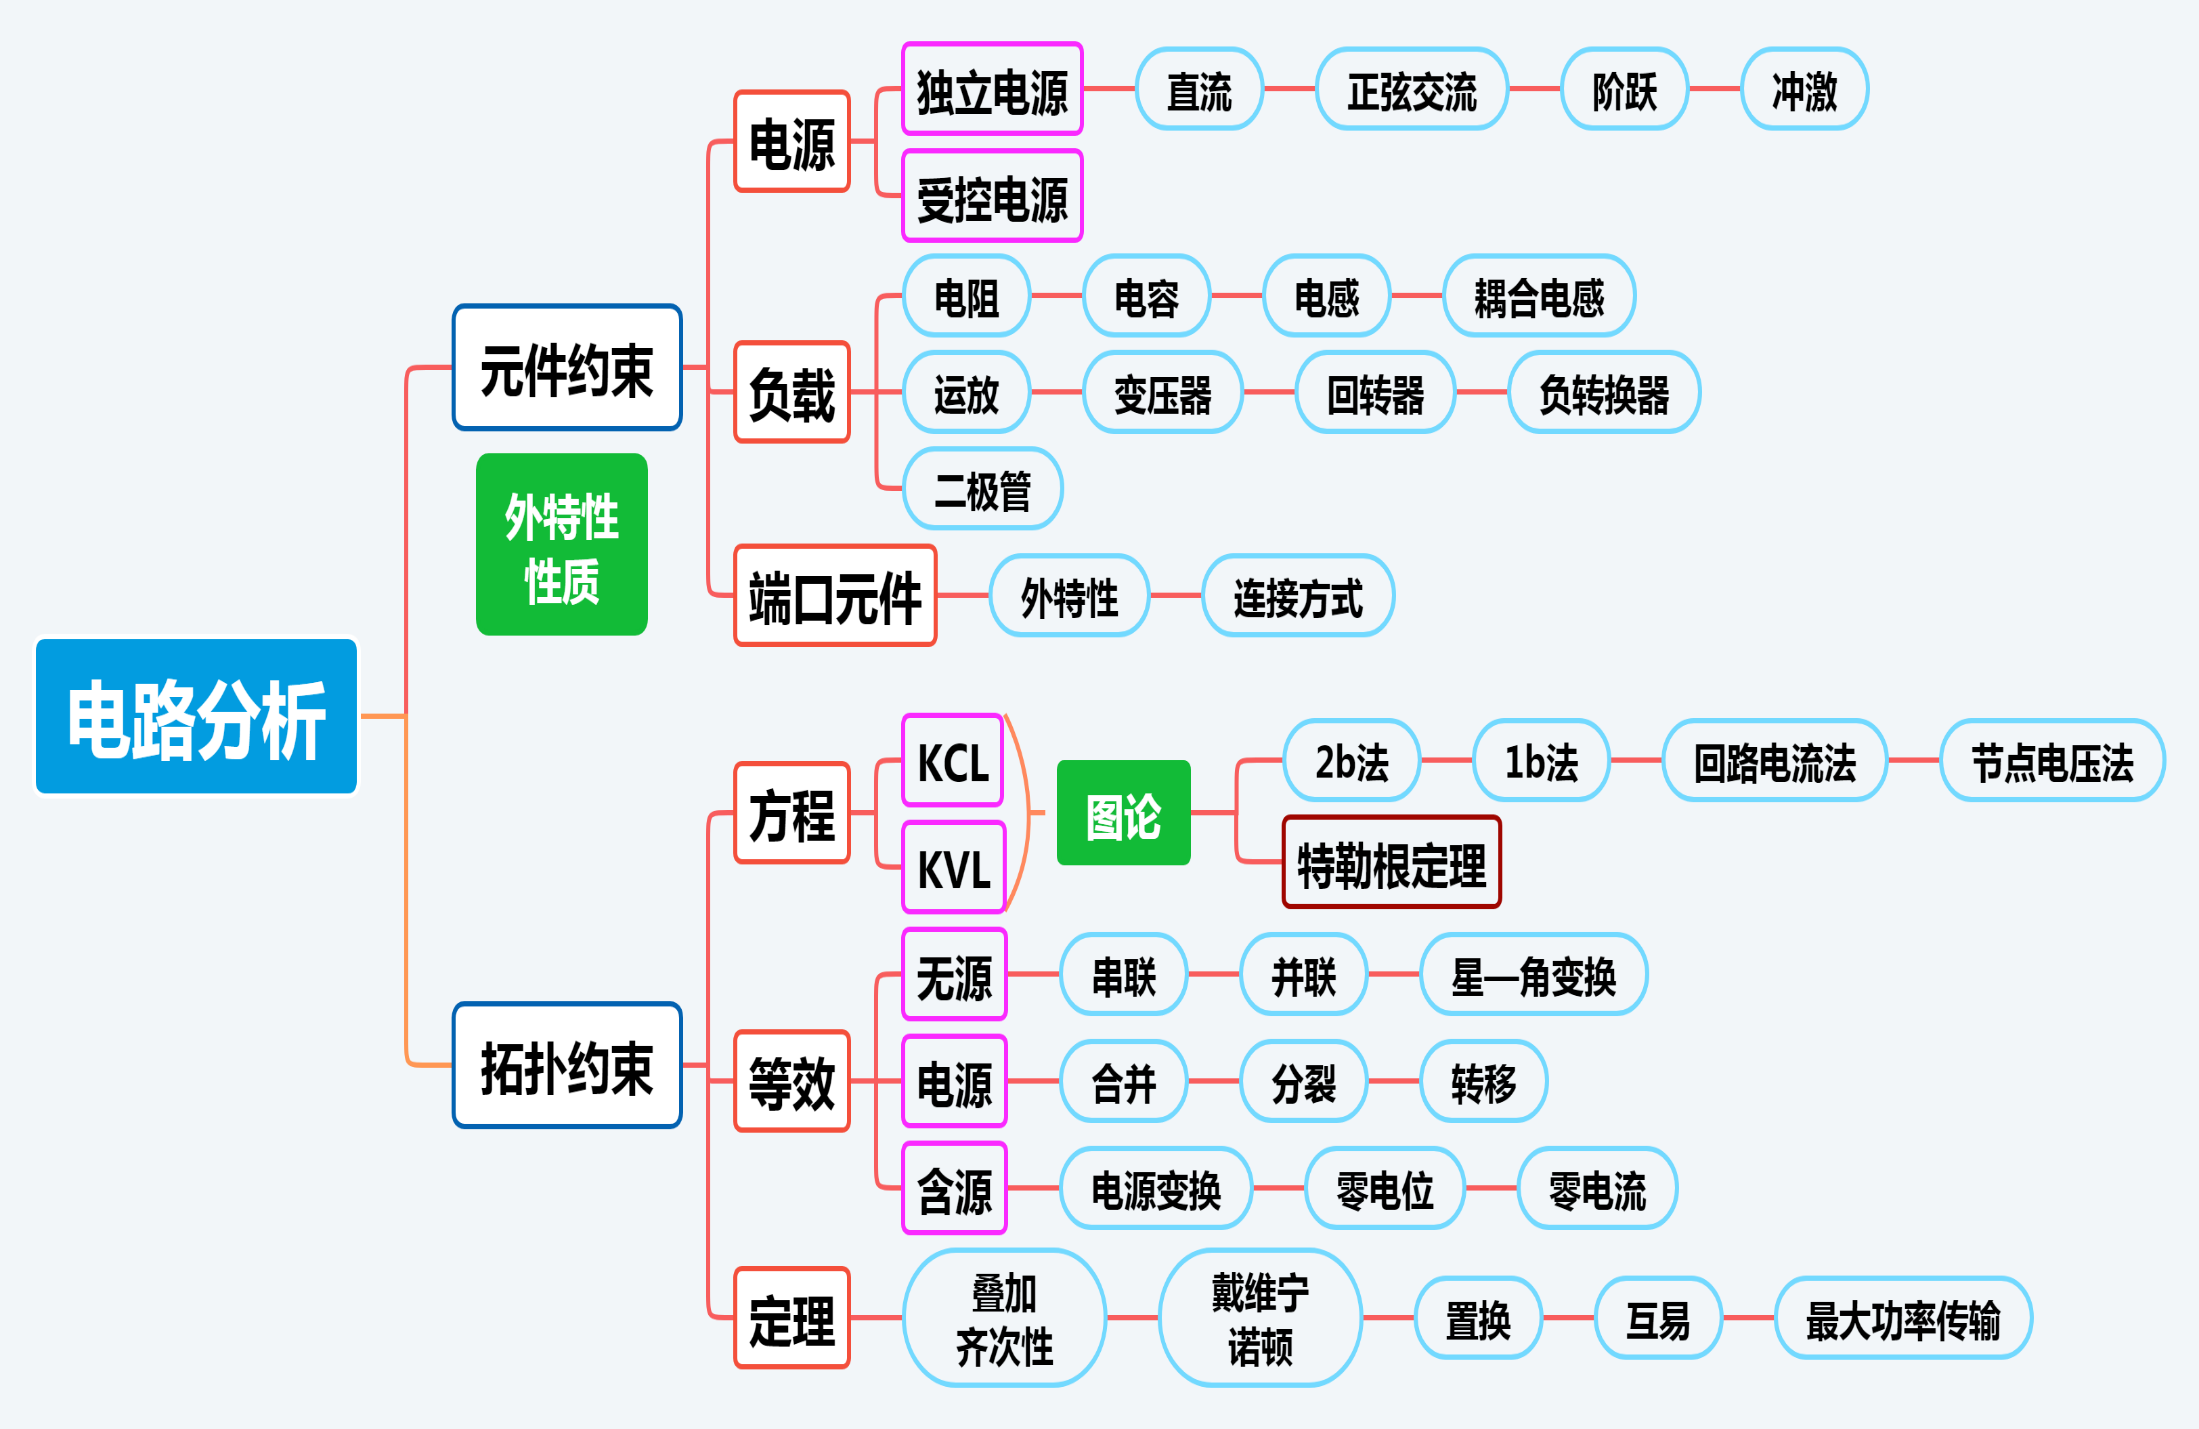 电路分析
元件约束
外特性
性质
电源
独立电源
直流
正弦交流
阶跃
冲激
受控电源
负载
电阻
电容
电感
耦合电感
运放
变压器
回转器
负转换器
二极管
端口元件
外特性
连接方式
拓扑约束
方程
KCL
KVL
图论
2b法
1b法
回路电流法
节点电压法
特勒根定理
等效
无源
串联
并联
星—角变换
电源
合并
分裂
转移
含源
电源变换
零电位
零电流
定理
叠加
齐次性
戴维宁
诺顿
置换
互易
最大功率传输